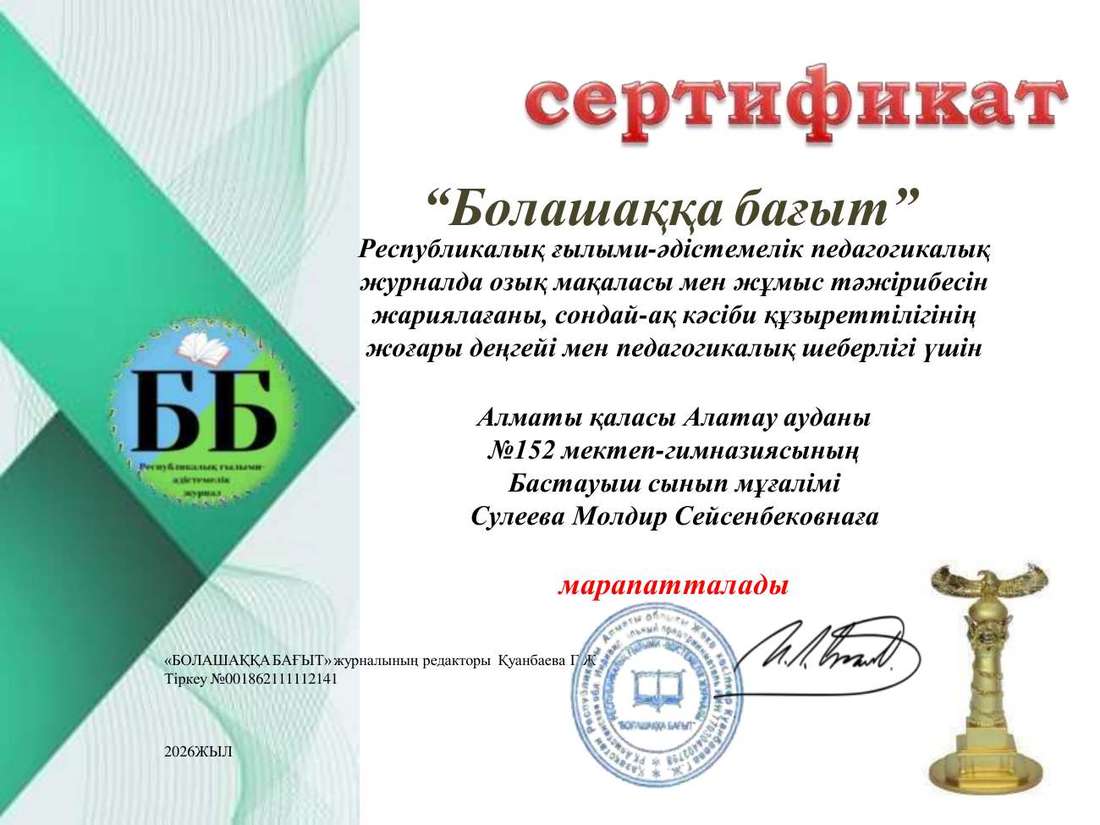 сертификат
“Болашаққа бағыт”
Республикалық ғылыми-әдістемелік педагогикалық
журналда озық мақаласы мен жұмыс тәжірибесін
жариялағаны, сондай-ақ кәсіби құзыреттілігінің
жоғары деңгейі мен педагогикалық шеберлігі үшін
ББ
Республикалық ғылыми-
әдістемелік
журнал
Алматы қаласы Алатау ауданы
№152 мектеп-гимназиясының
Бастауыш сынып мұғалімі
Сулеева Молдир Сейсенбековнаға
марапатталады
«БОЛАШАҚҚА БАҒЫТ» журналының редакторы Қуанбаева Г Ж
Тіркеу №001862111112141
"БОЛАШАҚҚА БАҒЫТ"
2026ЖЫЛ